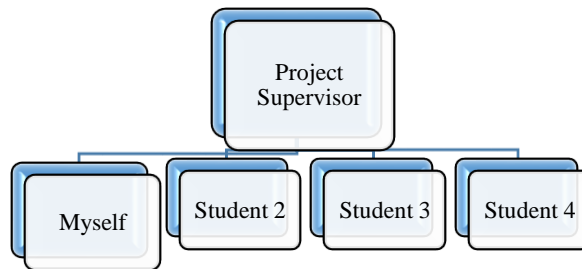 Project
Supervisor
Myself
Student 2
Student 3
Student 4